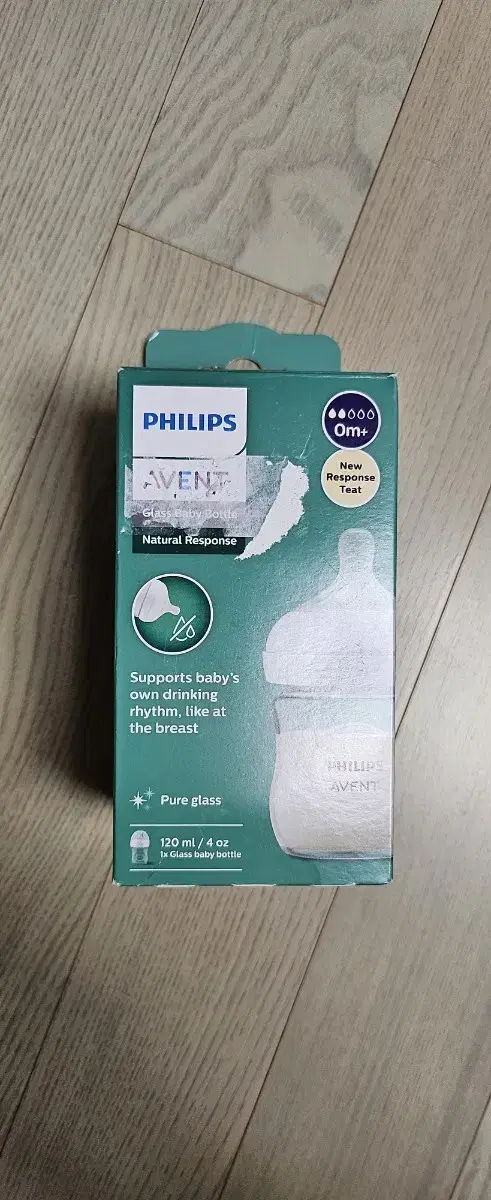 PHILIPS
AVENT
Glass Baby Bottle
Natural Response
0m+
New
Response
Teat
Supports baby's
own drinking
rhythm, like at
the breast
PHILIPS
AVENT
Pure glass
120 ml / 4 oz
1x Glass baby bottle